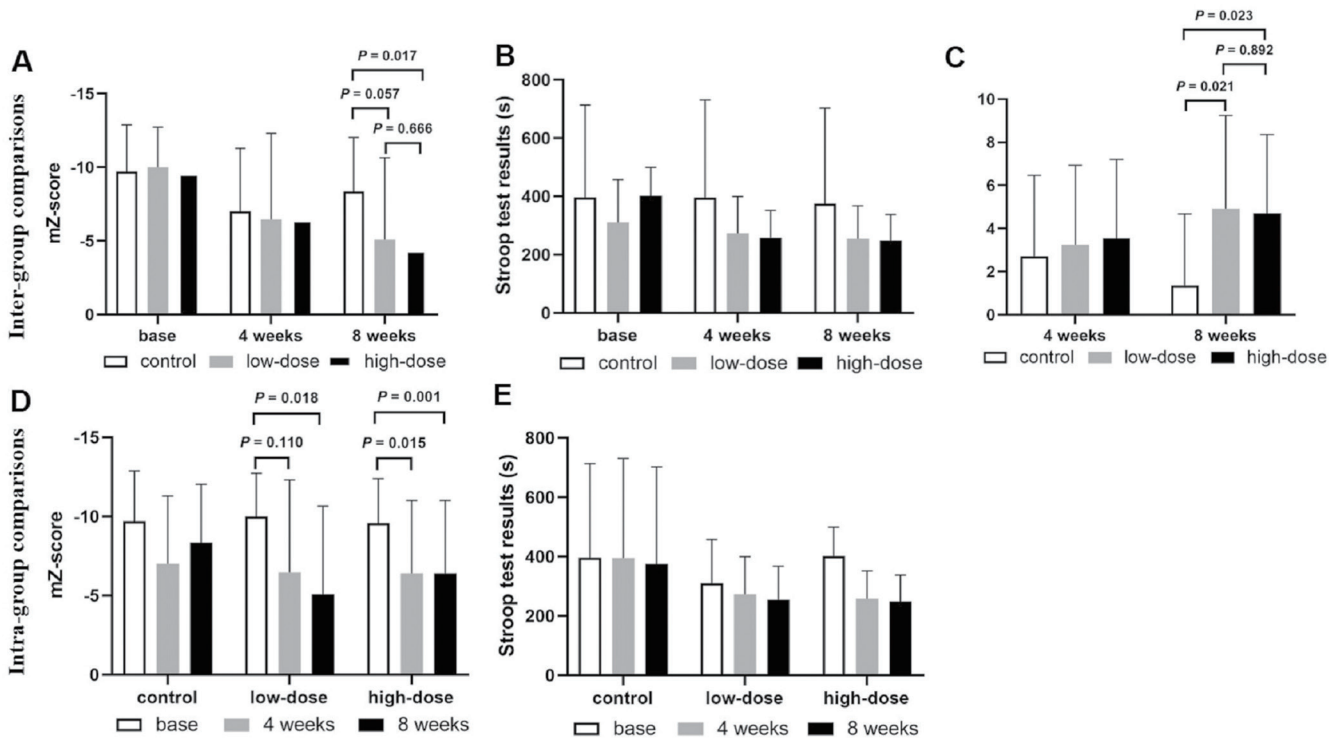 Inter-group comparisons
A
mZ-score
-15
-10
-5
0
P = 0.017
P = 0.057
P = 0.666
base 4 weeks 8 weeks
control low-dose high-dose
B
Stroop test results (s)
800
600
400
200
0
base 4 weeks 8 weeks
control low-dose high-dose
C
P = 0.023
P = 0.892
P = 0.021
10
8
6
4
2
0
4 weeks 8 weeks
control low-dose high-dose
Intra-group comparisons
D
mZ-score
-15
-10
-5
0
P = 0.018
P = 0.110
P = 0.001
P = 0.015
control low-dose high-dose
base 4 weeks 8 weeks
E
Stroop test results (s)
800
600
400
200
0
control low-dose high-dose
base 4 weeks 8 weeks